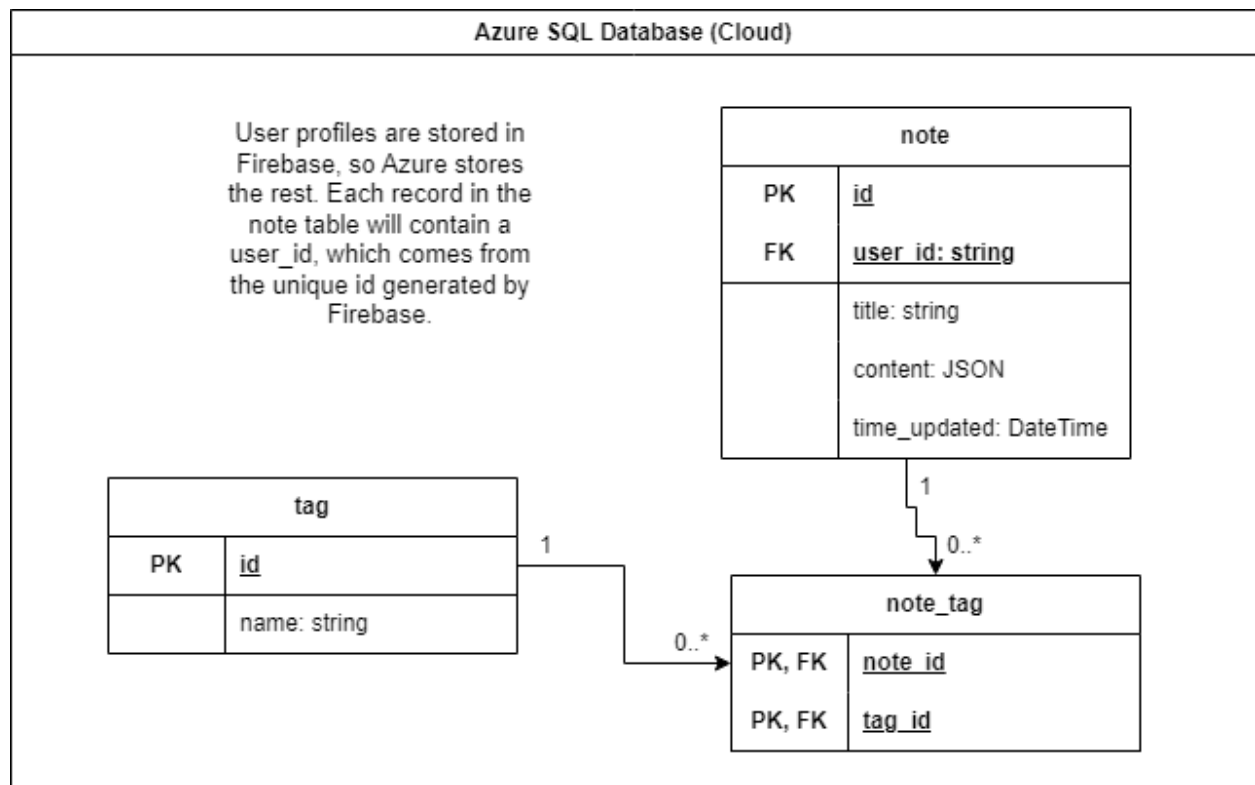 Azure SQL Database (Cloud)
User profiles are stored in
Firebase, so Azure stores
the rest. Each record in the
note table will contain a
user_id, which comes from
the unique id generated by
Firebase.
note
PK id
FK user_id: string
title: string
content: JSON
time_updated: DateTime
1
0..*
tag
PK id
name: string
1
0..*
note_tag
PK, FK note_id
PK, FK tag_id